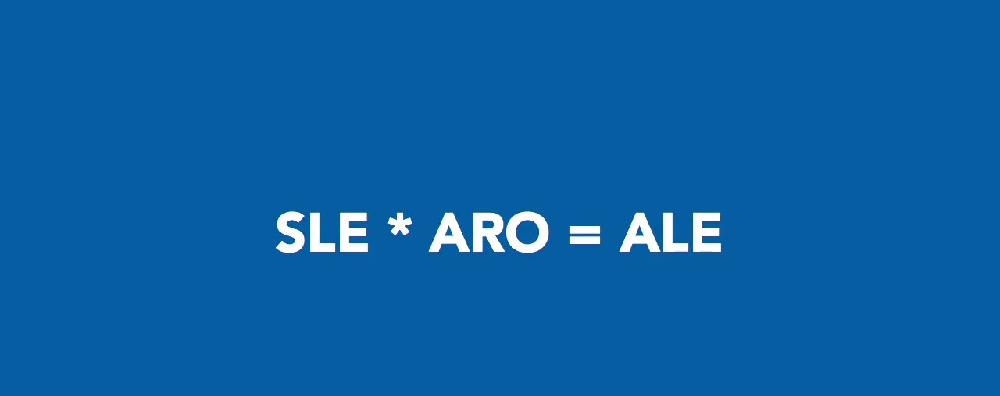 SLE * ARO = ALE